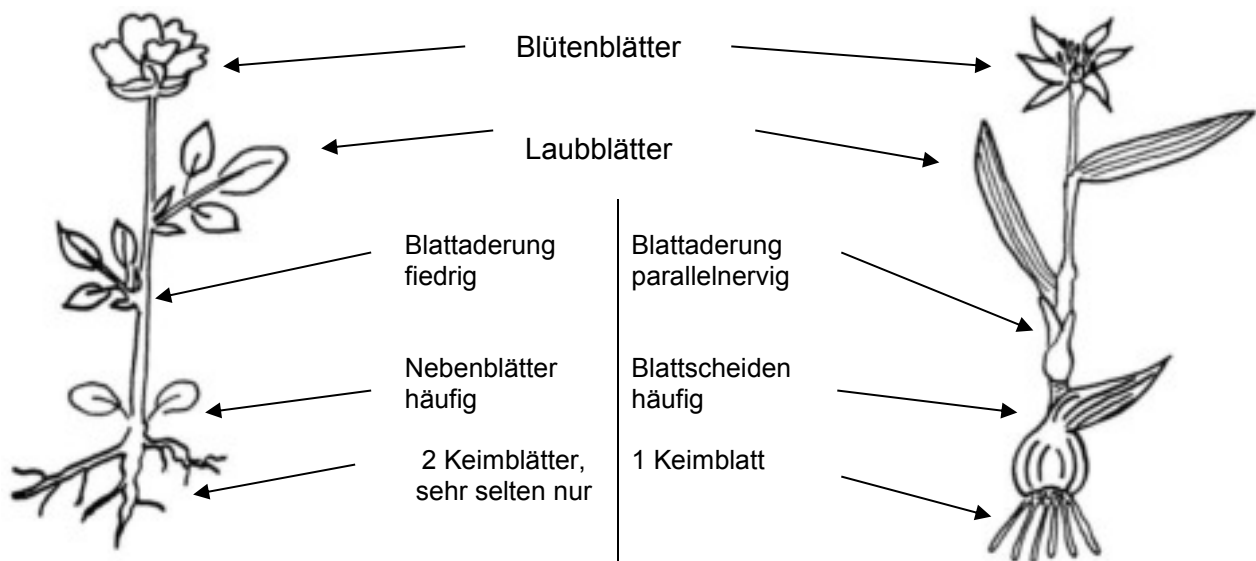 Blütenblätter
Laubblätter
Blattaderung
fiedrig
Blattaderung
parallelnervig
Nebenblätter
häufig
Blattscheiden
häufig
2 Keimblätter,
sehr selten nur
1 Keimblatt